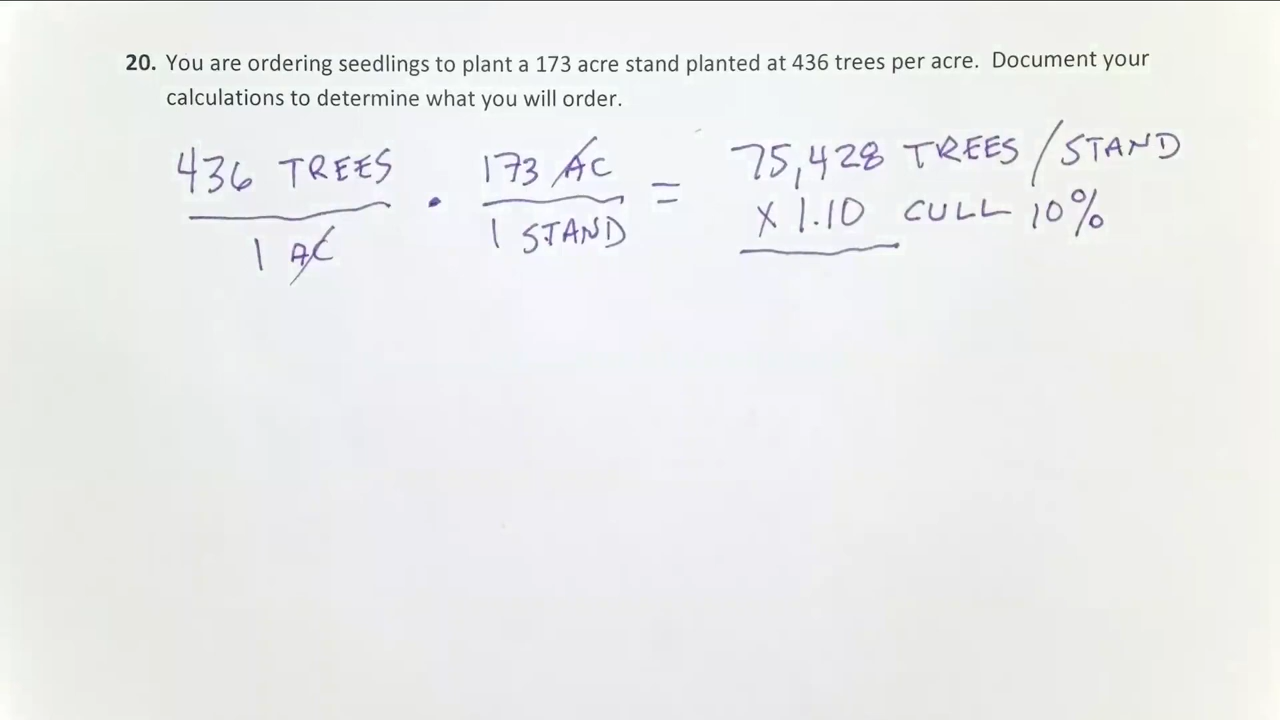 20. You are ordering seedlings to plant a 173 acre stand planted at 436 trees per acre. Document your
calculations to determine what you will order.
436 TREES / 1 AC · 173 AC / 1 STAND = 75,428 TREES / STAND
X 1.10 CULL 10%